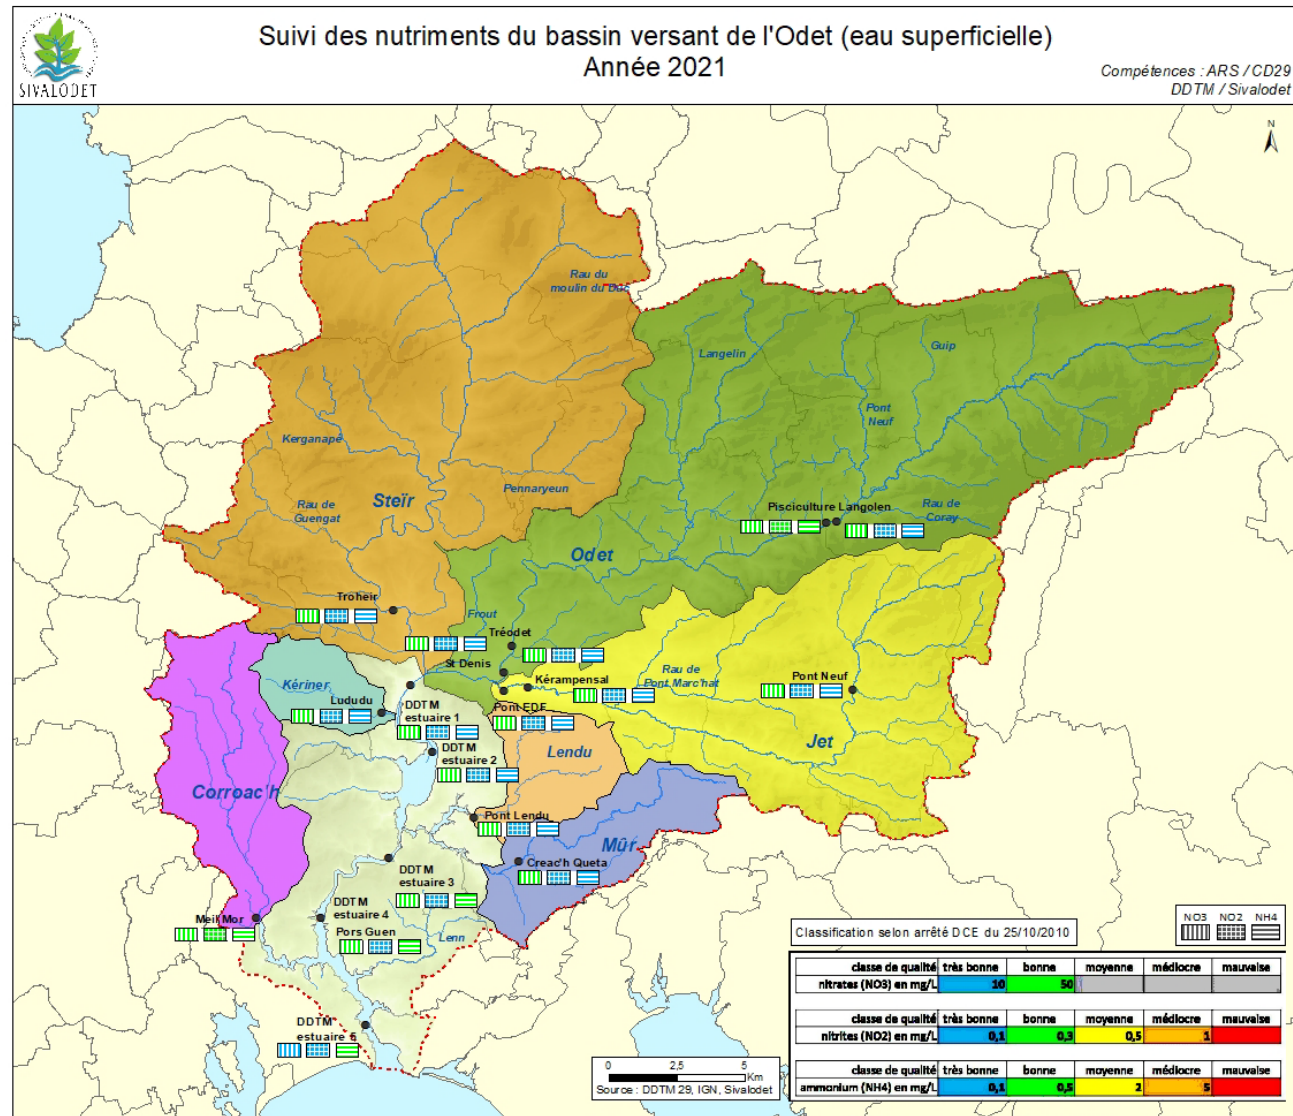 SIVALODET
Suivi des nutriments du bassin versant de l'Odet (eau superficielle)
Année 2021
Compétences : ARS / CD29
DDTM / Sivalodet
N
Rau du
moulin du Duc
Langelin
Guip
Pont
Neuf
Kerganapé
Steïr
Pennaryeun
Rau de
Guengat
Pisciculture Langolen
Rau de
Coray
Odet
Troheir
Frout
Tréodet
St Denis
Rau de
Pont Marc'hat
Kérampensal
Pont Neuf
Kériner
Lududu
DDTM
estuaire 1
Pont EDF
DDTM
estuaire 2
Lendu
Jet
Corroac'h
Pont Lendu
Mûr
Creac'h Queta
DDTM
estuaire 3
DDTM
estuaire 4
Meil Mor
Pors Guen
Lenn
DDTM
estuaire 5
NO3 NO2 NH4
Classification selon arrêté DCE du 25/10/2010
classe de qualité très bonne bonne moyenne médiocre mauvaise
nitrates (NO3) en mg/L 10 50
classe de qualité très bonne bonne moyenne médiocre mauvaise
nitrites (NO2) en mg/L 0,1 0,3 0,5 1
classe de qualité très bonne bonne moyenne médiocre mauvaise
ammonium (NH4) en mg/L 0,1 0,5 2 5
0 2,5 5
Km
Source : DDTM 29, IGN, Sivalodet